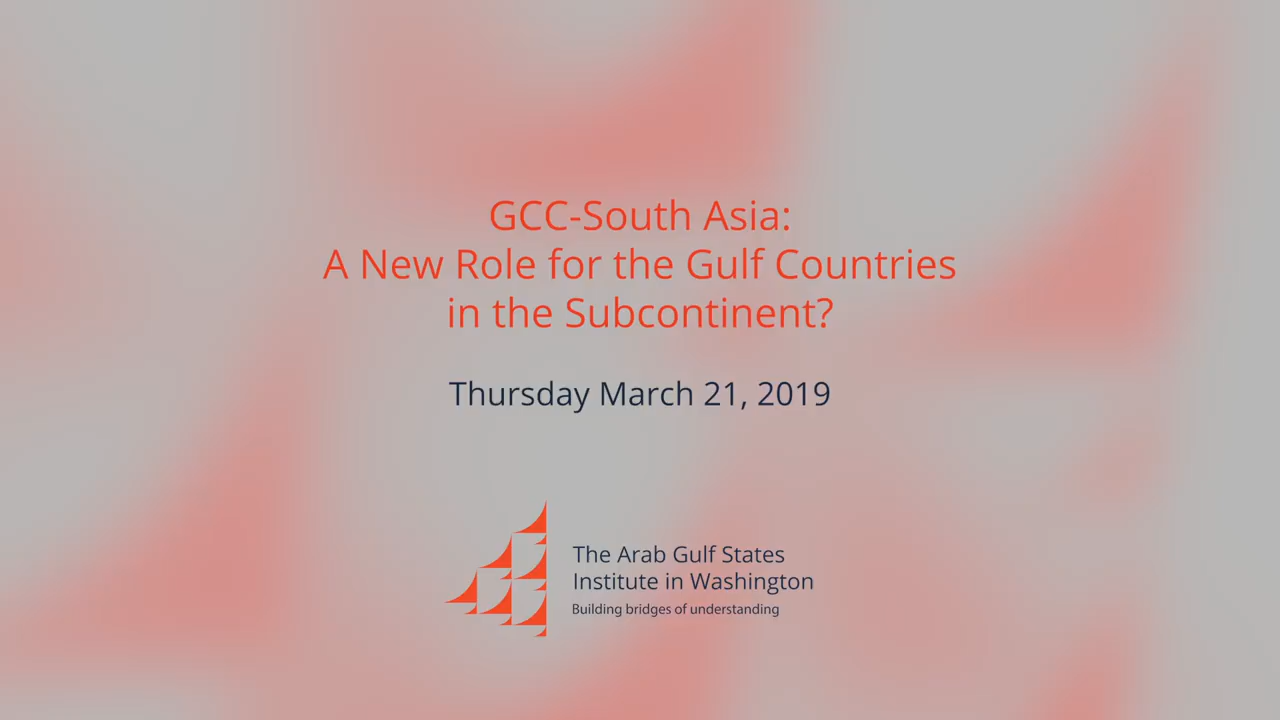 GCC-South Asia:
A New Role for the Gulf Countries
in the Subcontinent?
Thursday March 21, 2019
The Arab Gulf States
Institute in Washington
Building bridges of understanding